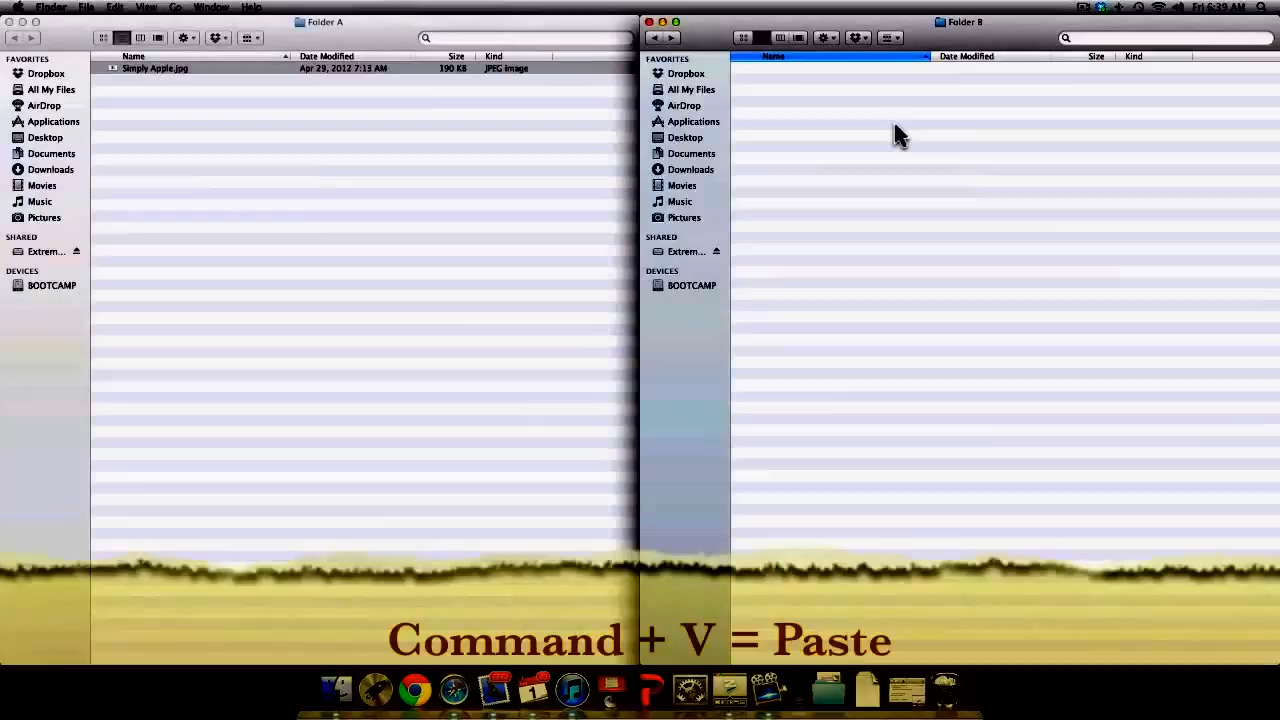 Finder File Edit View Go Window Help
Fri 6:39 AM
Folder A
Name Date Modified Size Kind
FAVORITES
Simply Apple.jpg Apr 29, 2012 7:13 AM 190 KB JPEG image
Dropbox
All My Files
AirDrop
Applications
Desktop
Documents
Downloads
Movies
Music
Pictures
SHARED
Extrem...
DEVICES
BOOTCAMP
Folder B
Name Date Modified Size Kind
FAVORITES
Dropbox
All My Files
AirDrop
Applications
Desktop
Documents
Downloads
Movies
Music
Pictures
SHARED
Extrem...
DEVICES
BOOTCAMP
Command + V = Paste